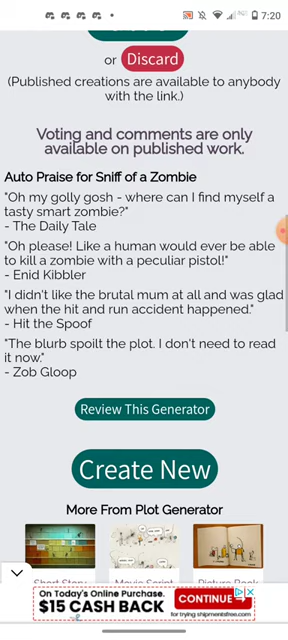 7:20
or Discard
(Published creations are available to anybody
with the link.)
Voting and comments are only
available on published work.
Auto Praise for Sniff of a Zombie
"Oh my golly gosh - where can I find myself a
tasty smart zombie?"
- The Daily Tale
"Oh please! Like a human would ever be able
to kill a zombie with a peculiar pistol!"
- Enid Kibbler
"I didn't like the brutal mum at all and was glad
when the hit and run accident happened."
- Hit the Spoof
"The blurb spoilt the plot. I don't need to read
it now."
- Zob Gloop
Review This Generator
Create New
More From Plot Generator
Short Story
Movie Script
Picture Book
On Today's Online Purchase.
$15 CASH BACK
CONTINUE
for trying shipmentsfree.com